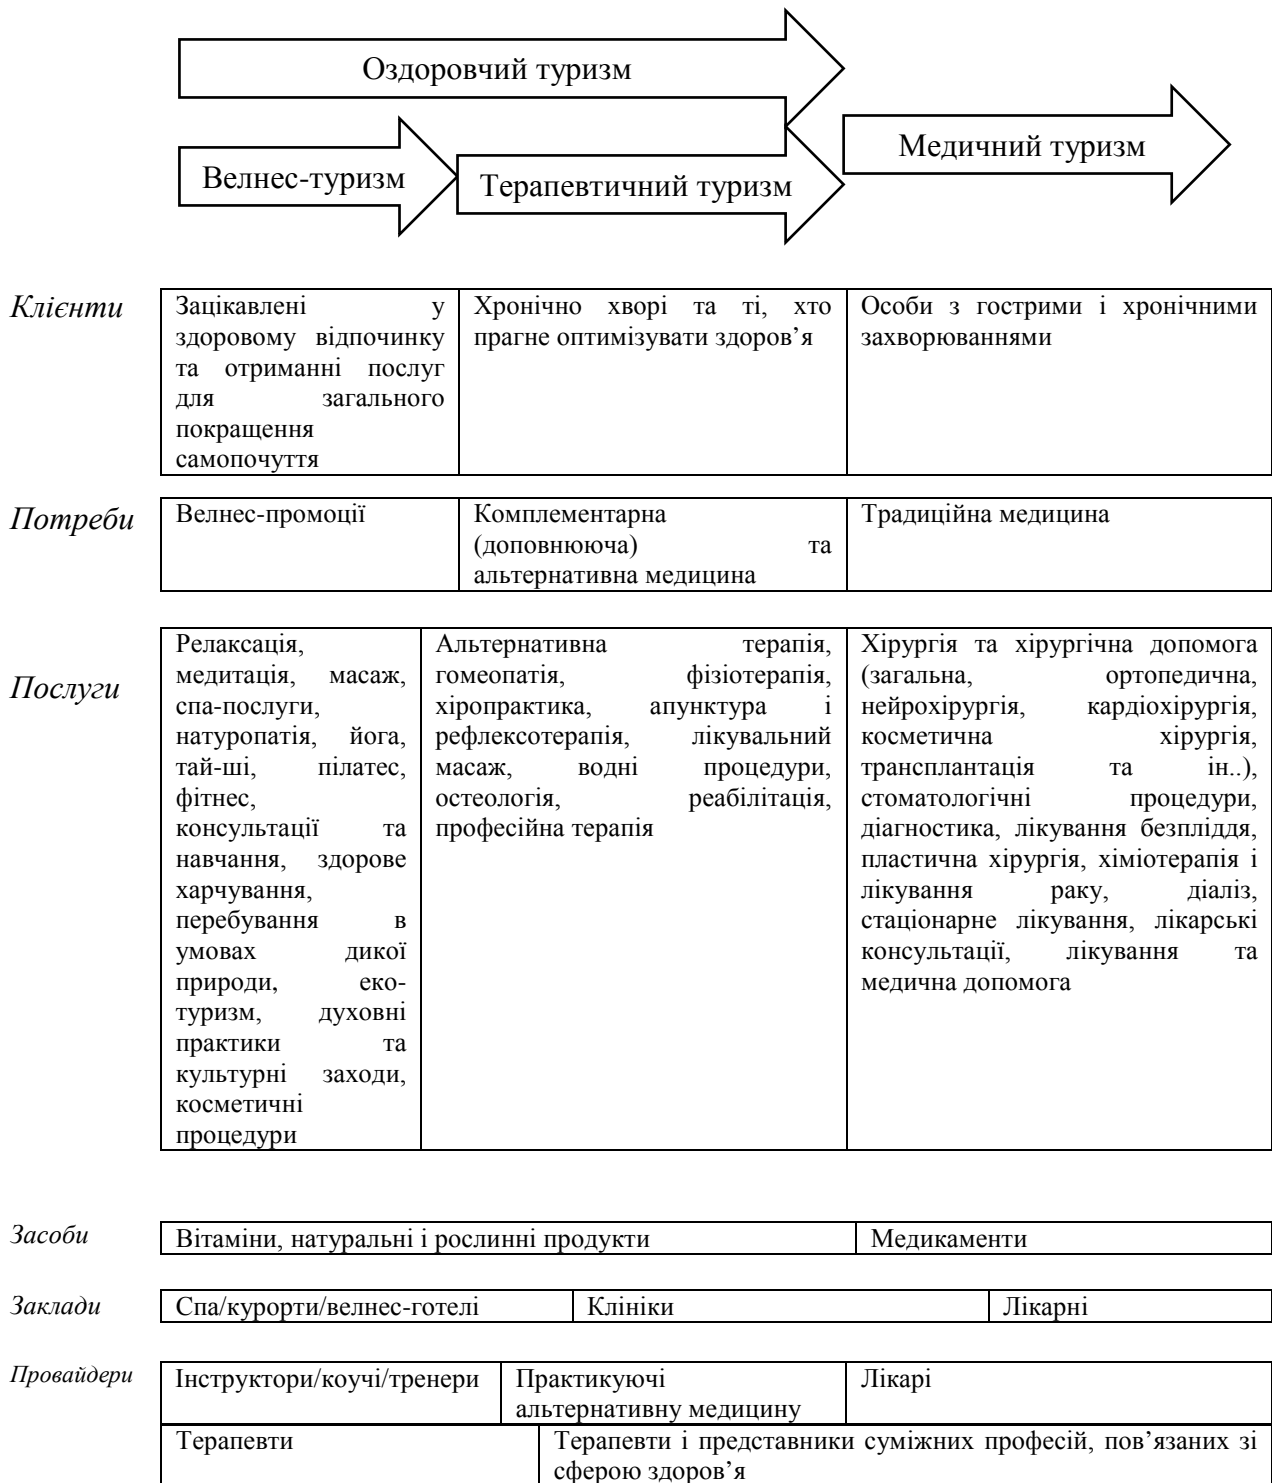 Оздоровчий туризм
Велнес-туризм
Терапевтичний туризм
Медичний туризм
Клієнти
Зацікавлені у
здоровому відпочинку
та отриманні послуг
для загального
покращення
самопочуття
Хронічно хворі та ті, хто
прагне оптимізувати здоров’я
Особи з гострими і хронічними
захворюваннями
Потреби
Велнес-промоції
Комплементарна
(доповнююча) та
альтернативна медицина
Традиційна медицина
Послуги
Релаксація,
медитація, масаж,
спа-послуги,
натуропатія, йога,
тай-ші, пілатес,
фітнес,
консультації та
навчання, здорове
харчування,
перебування в
умовах дикої
природи, еко-
туризм, духовні
практики та
культурні заходи,
косметичні
процедури
Альтернативна терапія,
гомеопатія, фізіотерапія,
хіропрактика, апунктура і
рефлексотерапія, лікувальний
масаж, водні процедури,
остеологія, реабілітація,
професійна терапія
Хірургія та хірургічна допомога
(загальна, ортопедична,
нейрохірургія, кардіохірургія,
косметична хірургія,
трансплантація та ін..),
стоматологічні процедури,
діагностика, лікування безпліддя,
пластична хірургія, хіміотерапія і
лікування раку, діаліз,
стаціонарне лікування, лікарські
консультації, лікування та
медична допомога
Засоби
Вітаміни, натуральні і рослинні продукти
Медикаменти
Заклади
Спа/курорти/велнес-готелі
Клініки
Лікарні
Провайдери
Інструктори/коучі/тренери
Практикуючі
альтернативну медицину
Лікарі
Терапевти
Терапевти і представники суміжних професій, пов’язаних зі
сферою здоров’я